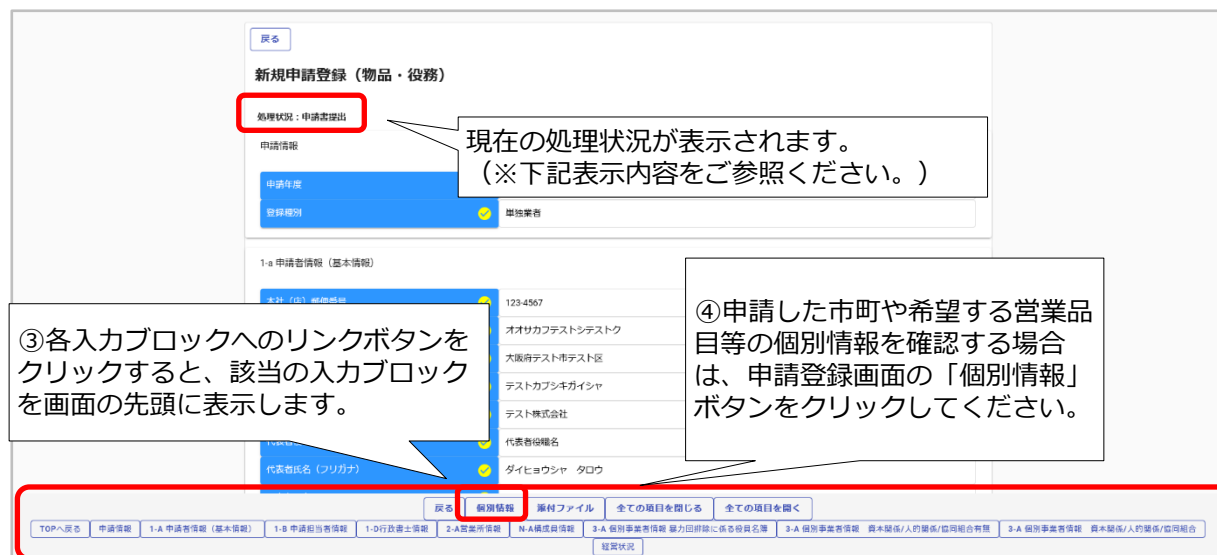 戻る
新規申請登録（物品・役務）
処理状況：申請書提出
現在の処理状況が表示されます。
（※下記表示内容をご参照ください。）
申請情報
申請年度
登録種別
単独業者
1-a 申請者情報（基本情報）
本社（店）郵便番号
123-4567
オオサカフテストシテストク
大阪府テスト市テスト区
テストカブシキガイシャ
テスト株式会社
代表者役職名
代表者氏名（フリガナ）
ダイヒョウシャ タロウ
③各入力ブロックへのリンクボタンを
クリックすると、該当の入力ブロック
を画面の先頭に表示します。
④申請した市町や希望する営業品
目等の個別情報を確認する場合
は、申請登録画面の「個別情報」
ボタンをクリックしてください。
戻る 個別情報 添付ファイル 全ての項目を閉じる 全ての項目を開く
TOPへ戻る 申請情報 1-A 申請者情報（基本情報） 1-B 申請担当者情報 1-D行政書士情報 2-A営業所情報 N-A構成員情報 3-A 個別事業者情報 暴力団排除に係る役員名簿 3-A 個別事業者情報 資本関係/人的関係/協同組合有無 3-A 個別事業者情報 資本関係/人的関係/協同組合
経営状況